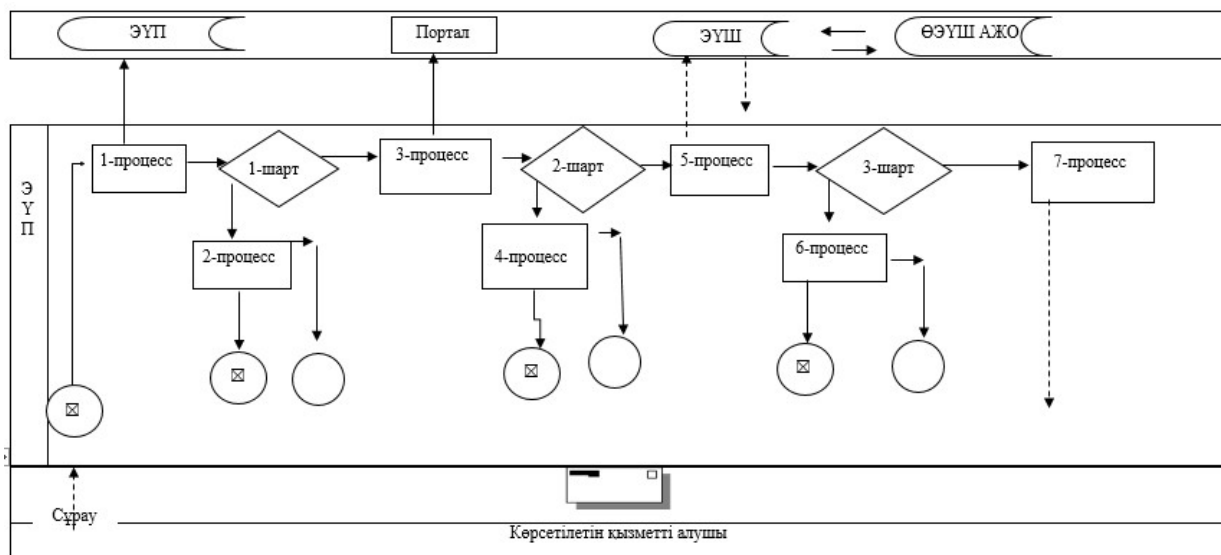 ЭҮП
Портал
ЭҮШ
ӨЭҮШ АЖО
Э
Ү
П
1-процесс
1-шарт
3-процесс
2-шарт
5-процесс
3-шарт
7-процесс
2-процесс
4-процесс
6-процесс
Сұрау
Көрсетілетін қызметті алушы